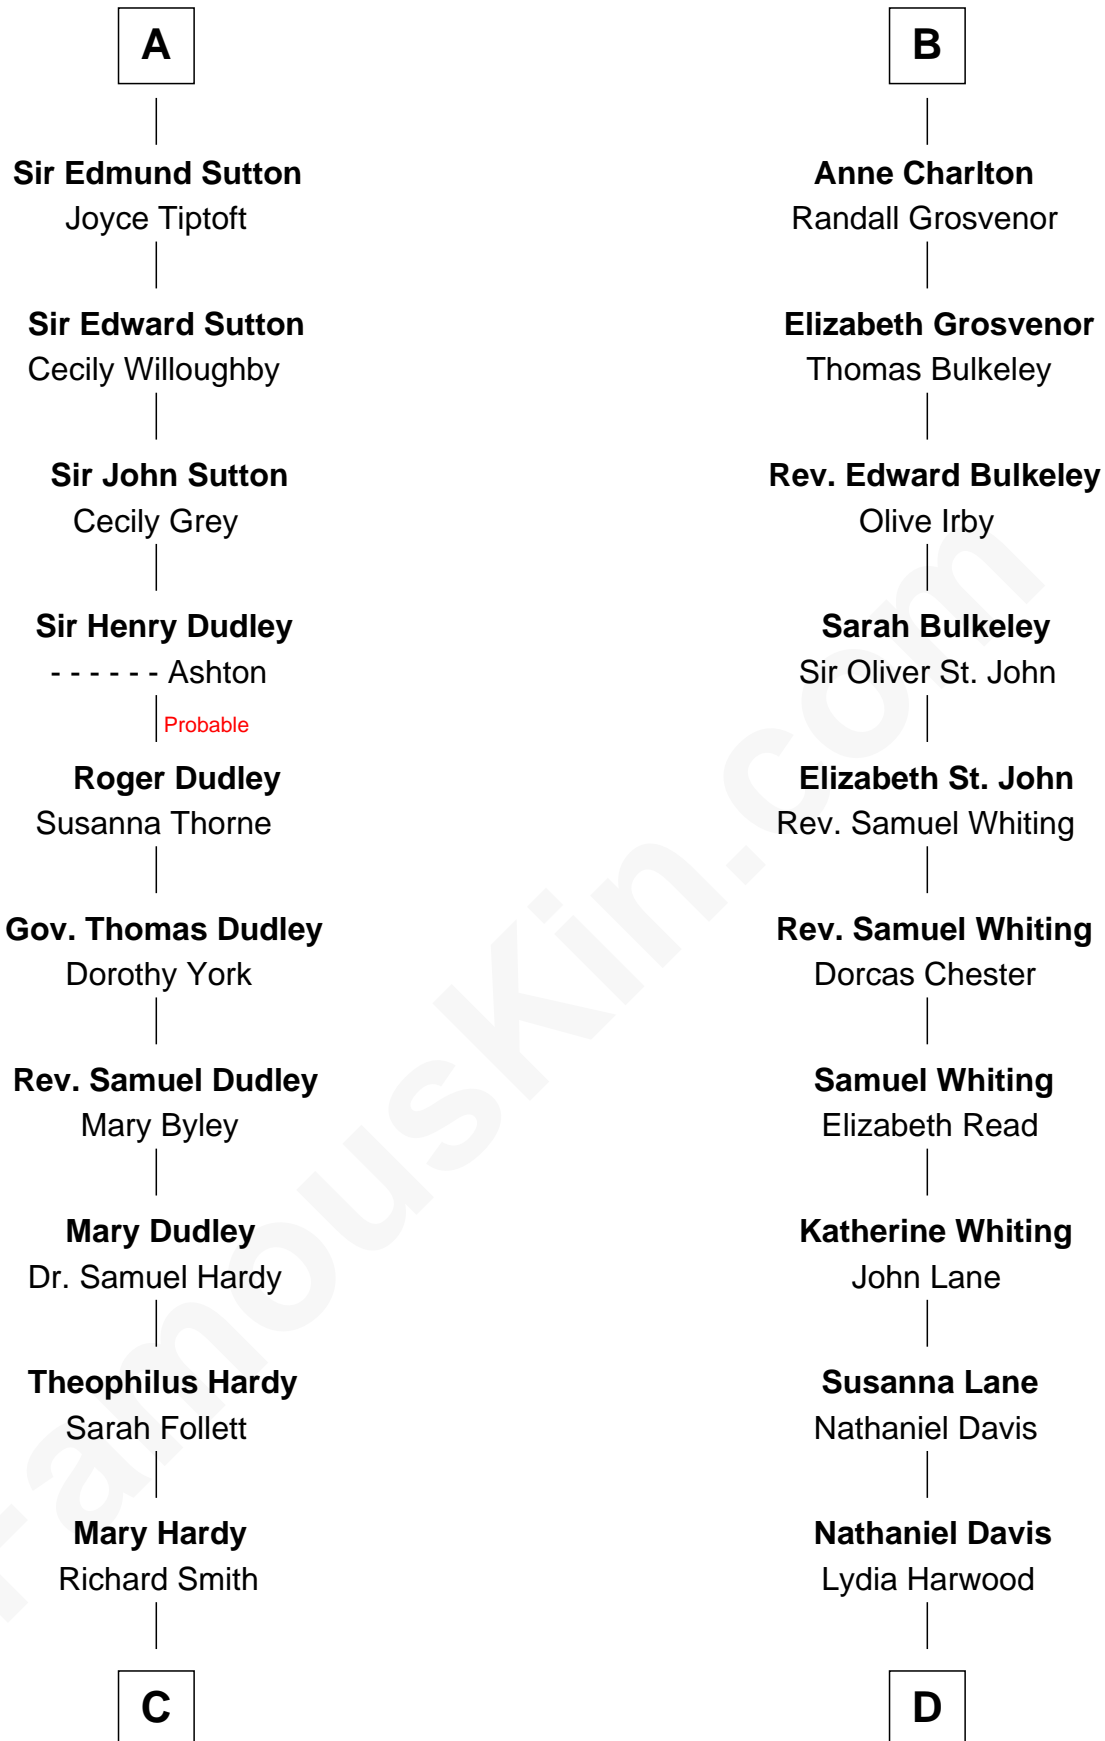 A
Sir Edmund Sutton
Joyce Tiptoft
Sir Edward Sutton
Cecily Willoughby
Sir John Sutton
Cecily Grey
Sir Henry Dudley
- - - - - - Ashton
Probable
Roger Dudley
Susanna Thorne
Gov. Thomas Dudley
Dorothy York
Rev. Samuel Dudley
Mary Byley
Mary Dudley
Dr. Samuel Hardy
Theophilus Hardy
Sarah Follett
Mary Hardy
Richard Smith
C
B
Anne Charlton
Randall Grosvenor
Elizabeth Grosvenor
Thomas Bulkeley
Rev. Edward Bulkeley
Olive Irby
Sarah Bulkeley
Sir Oliver St. John
Elizabeth St. John
Rev. Samuel Whiting
Rev. Samuel Whiting
Dorcas Chester
Samuel Whiting
Elizabeth Read
Katherine Whiting
John Lane
Susanna Lane
Nathaniel Davis
Nathaniel Davis
Lydia Harwood
D
FamousKin.com